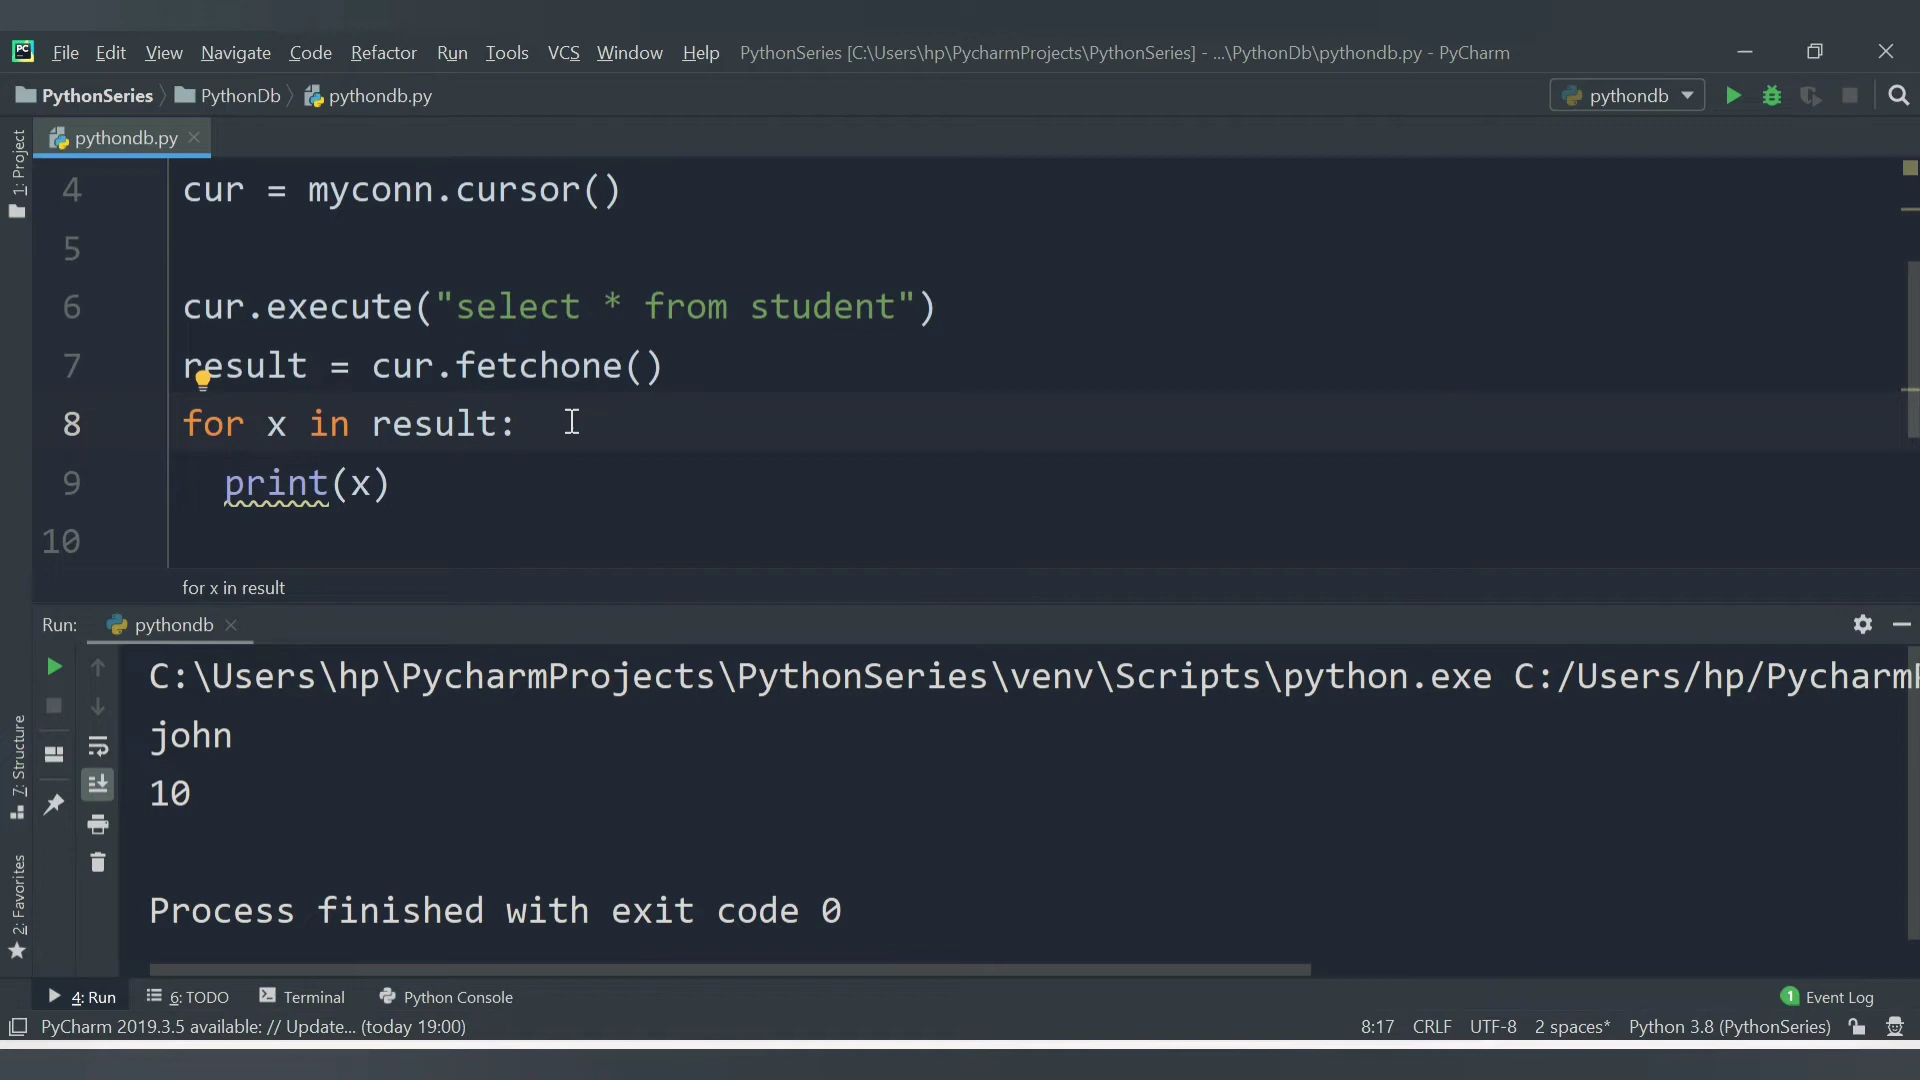 PC File Edit View Navigate Code Refactor Run Tools VCS Window Help PythonSeries [C:\Users\hp\PycharmProjects\PythonSeries] - ...\PythonDb\pythondb.py - PyCharm
PythonSeries PythonDb pythondb.py pythondb
1: Project
pythondb.py
4 cur = myconn.cursor()
5
6 cur.execute("select * from student")
7 result = cur.fetchone()
8 for x in result:
9 print(x)
10
for x in result
Run: pythondb
C:\Users\hp\PycharmProjects\PythonSeries\venv\Scripts\python.exe C:/Users/hp/Pycharm
john
10
Process finished with exit code 0
7: Structure
2: Favorites
4: Run 6: TODO Terminal Python Console 1 Event Log
PyCharm 2019.3.5 available: // Update... (today 19:00) 8:17 CRLF UTF-8 2 spaces* Python 3.8 (PythonSeries)